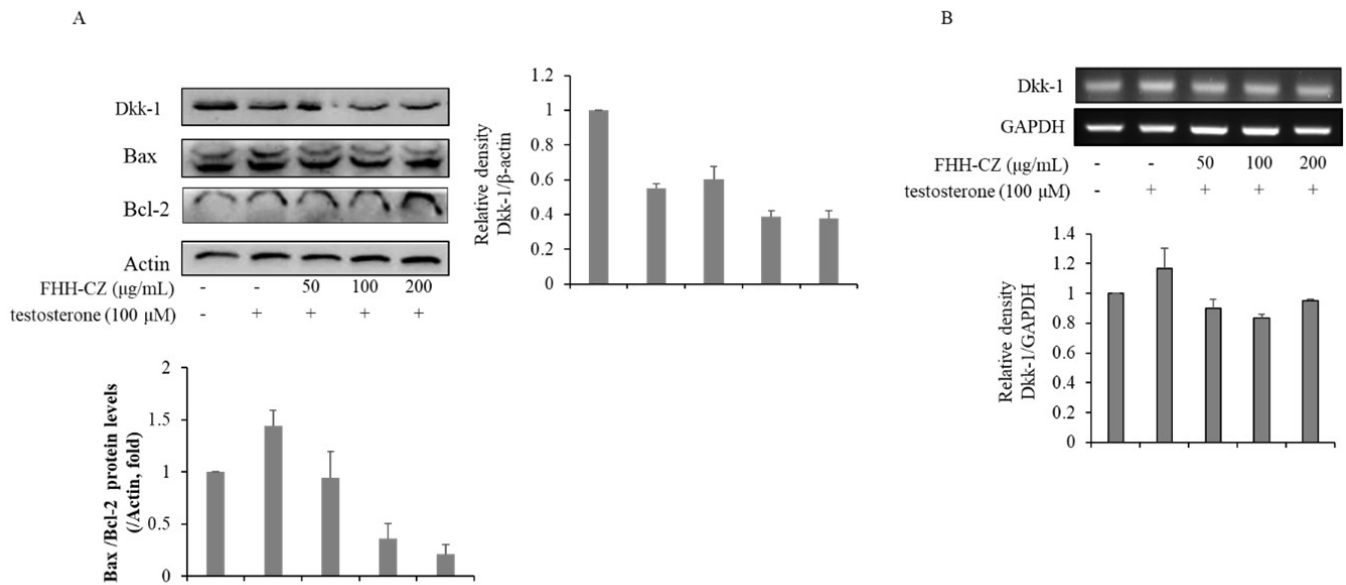 A
Dkk-1
Bax
Bcl-2
Actin
FHH-CZ (μg/mL) - - 50 100 200
testosterone (100 μM) - + + + +
Relative density
Dkk-1/β-actin
1.2
1
0.8
0.6
0.4
0.2
0
Bax /Bcl-2 protein levels
(/Actin, fold)
2
1.5
1
0.5
0
B
Dkk-1
GAPDH
FHH-CZ (μg/mL) - - 50 100 200
testosterone (100 μM) - + + + +
Relative density
Dkk-1/GAPDH
1.4
1.2
1
0.8
0.6
0.4
0.2
0